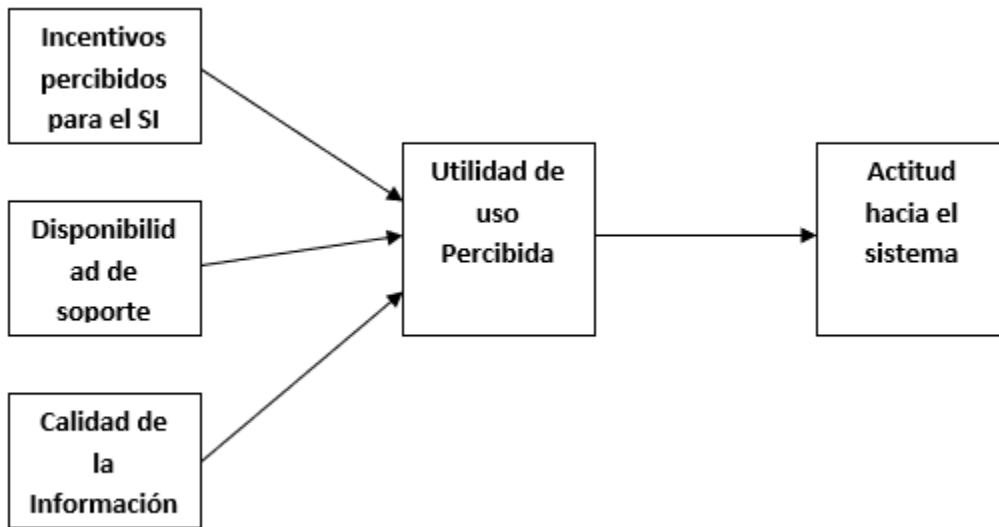 Incentivos
percibidos
para el SI
Disponibilid
ad de
soporte
Calidad de
la
Información
Utilidad de
uso
Percibida
Actitud
hacia el
sistema